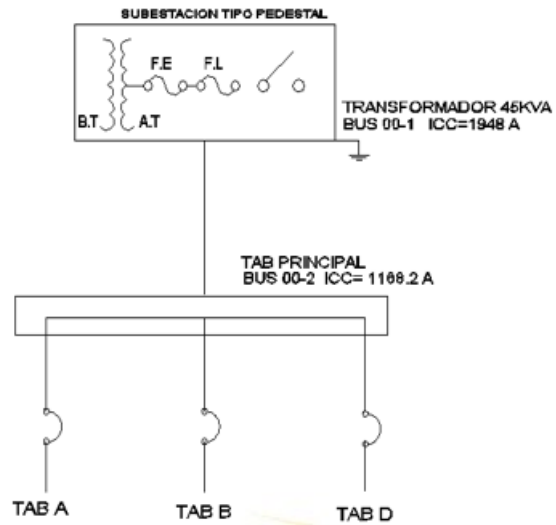 SUBESTACION TIPO PEDESTAL
F.E F.L
B.T A.T
TRANSFORMADOR 45KVA
BUS 00-1 ICC=1948 A
TAB PRINCIPAL
BUS 00-2 ICC= 1168.2 A
TAB A TAB B TAB D